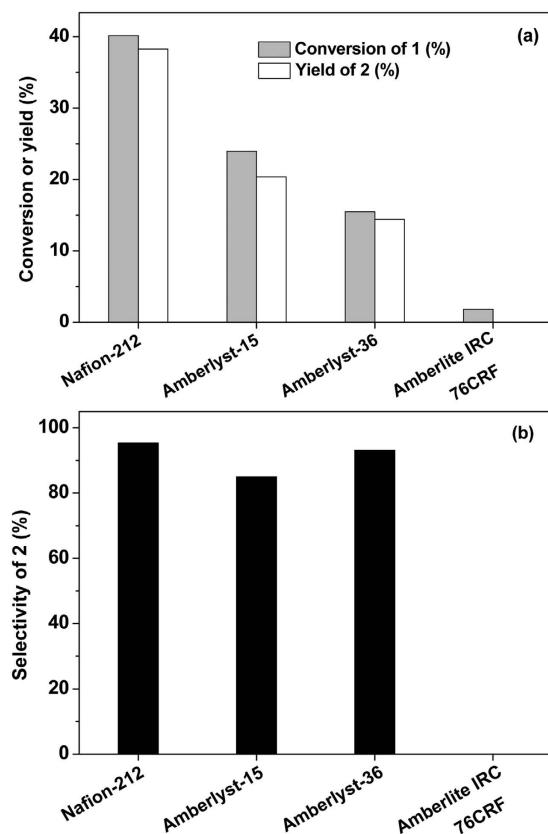 (a)
Conversion of 1 (%)
Yield of 2 (%)
Conversion or yield (%)
40
30
20
10
0
Nafion-212
Amberlyst-15
Amberlyst-36
Amberlite IRC
76CRF
(b)
Selectivity of 2 (%)
100
80
60
40
20
0
Nafion-212
Amberlyst-15
Amberlyst-36
Amberlite IRC
76CRF